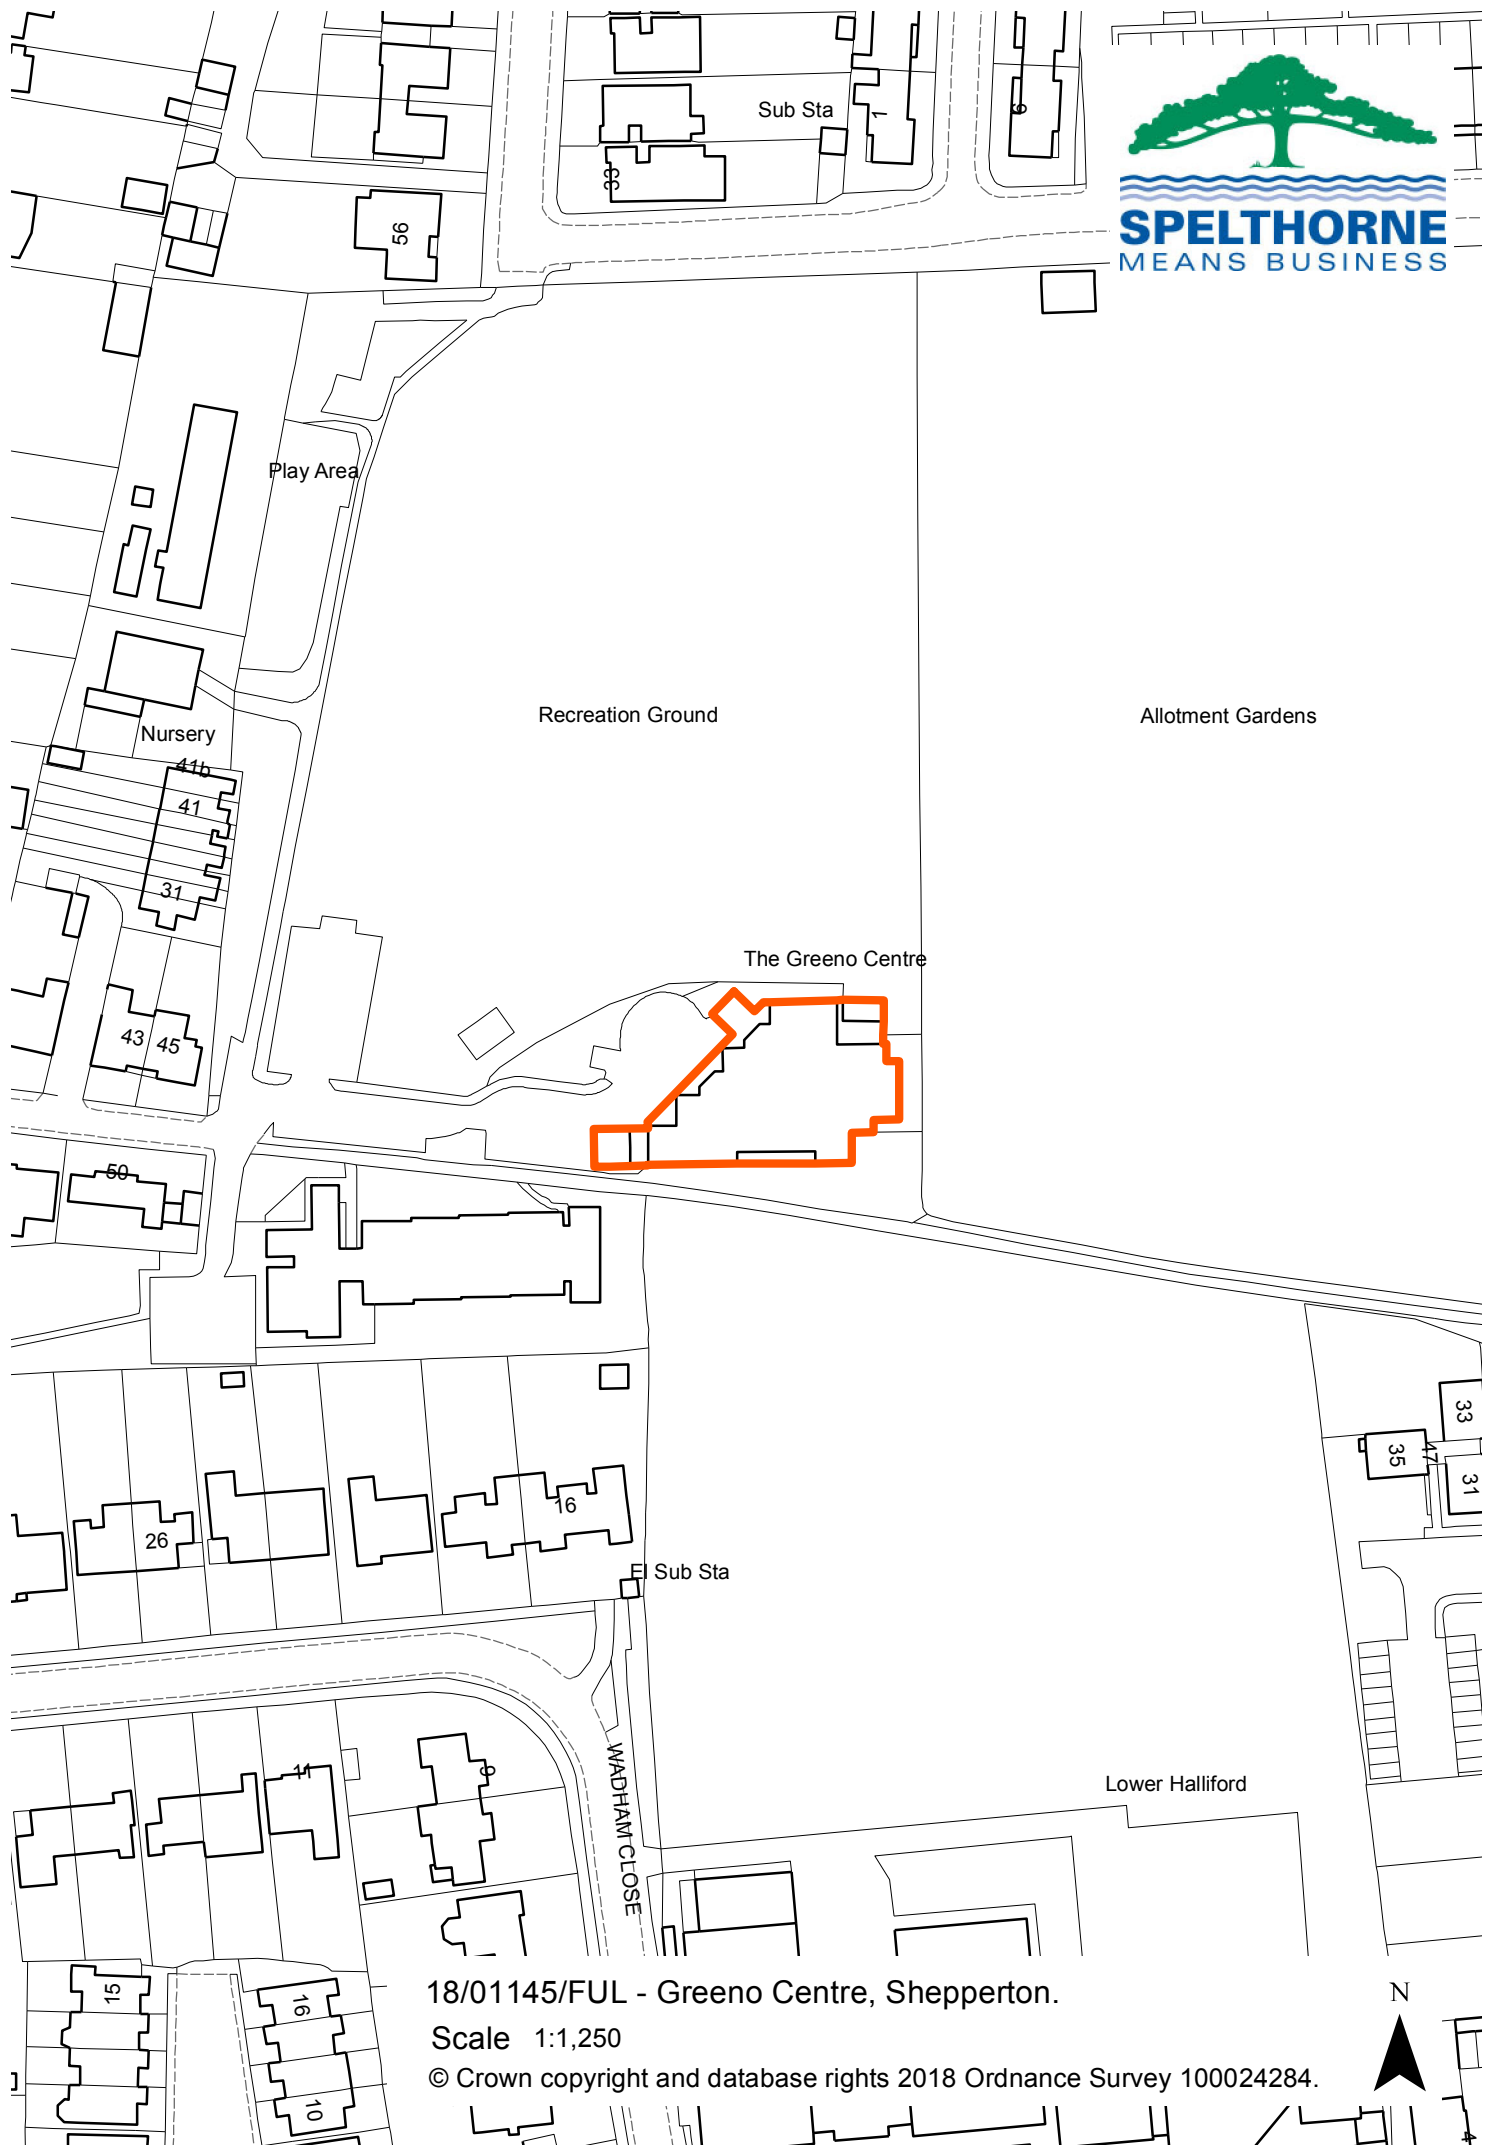 Sub Sta
1
6
33
56
SPELTHORNE
MEANS BUSINESS
Play Area
Recreation Ground
Allotment Gardens
Nursery
41b
41
31
The Greeno Centre
43
45
50
33
35
47
31
16
26
El Sub Sta
11
9
WADHAM CLOSE
Lower Halliford
15
16
10
18/01145/FUL - Greeno Centre, Shepperton.
N
Scale 1:1,250
© Crown copyright and database rights 2018 Ordnance Survey 100024284.
4